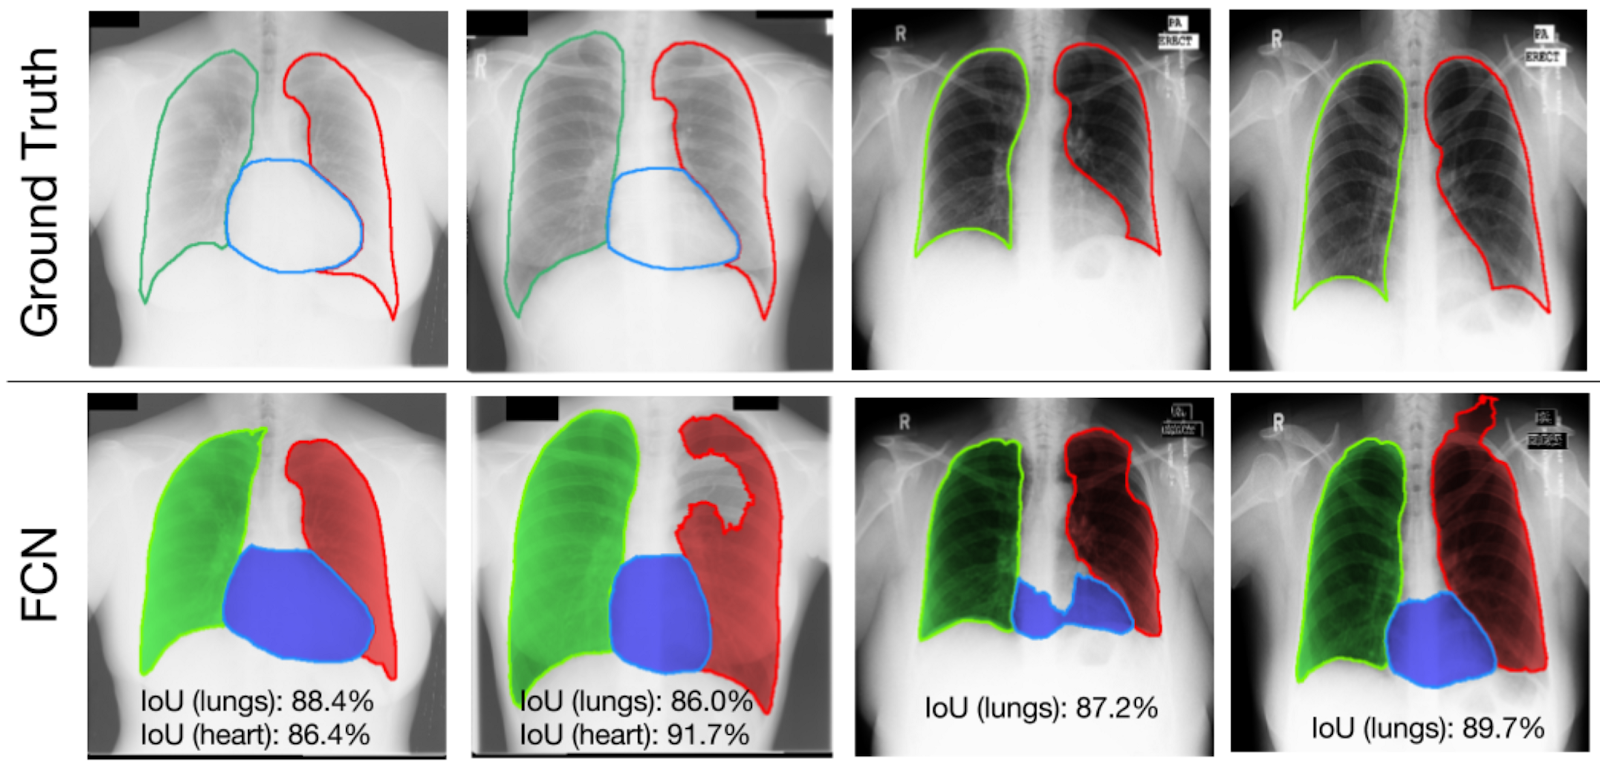 Ground Truth
R
R
PA
ERECT
R
PA
ERECT
FCN
R
R
IoU (lungs): 88.4%
IoU (heart): 86.4%
IoU (lungs): 86.0%
IoU (heart): 91.7%
IoU (lungs): 87.2%
IoU (lungs): 89.7%